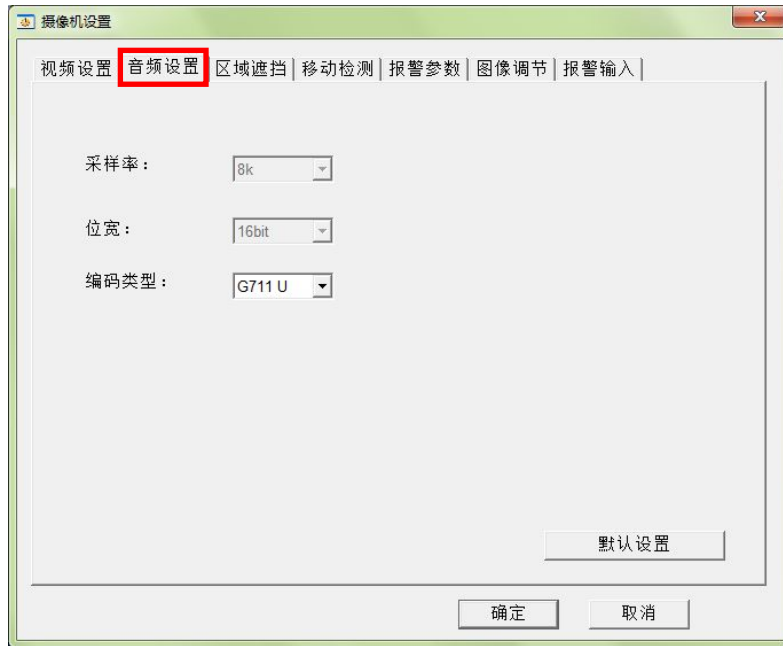 摄像机设置
视频设置 音频设置 区域遮挡 移动检测 报警参数 图像调节 报警输入
采样率： 8k
位宽： 16bit
编码类型： G711 U
默认设置
确定 取消